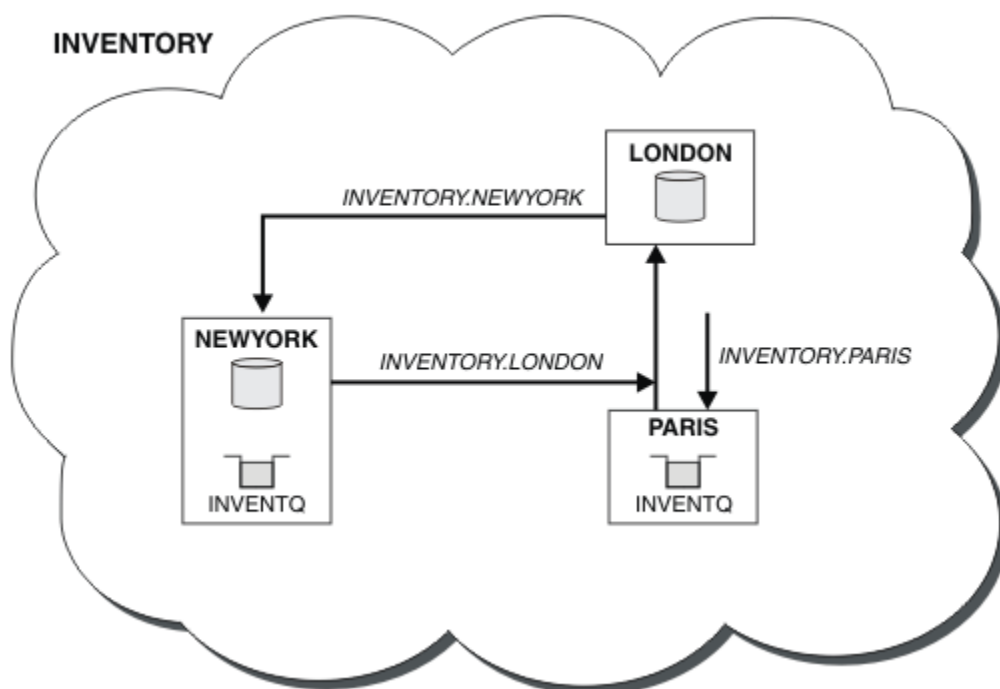 INVENTORY
LONDON
INVENTORY.NEWYORK
NEWYORK
INVENTORY.LONDON
INVENTORY.PARIS
PARIS
INVENTQ
INVENTQ